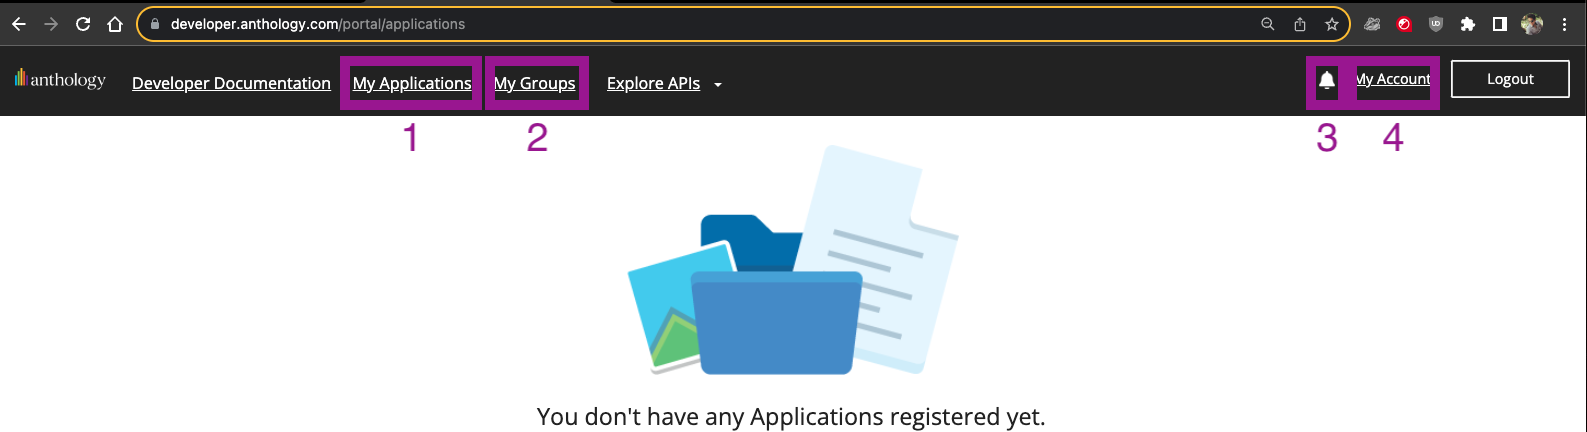 developer.anthology.com/portal/applications
anthology Developer Documentation My Applications My Groups Explore APIs My Account Logout
1 2 3 4
You don't have any Applications registered yet.